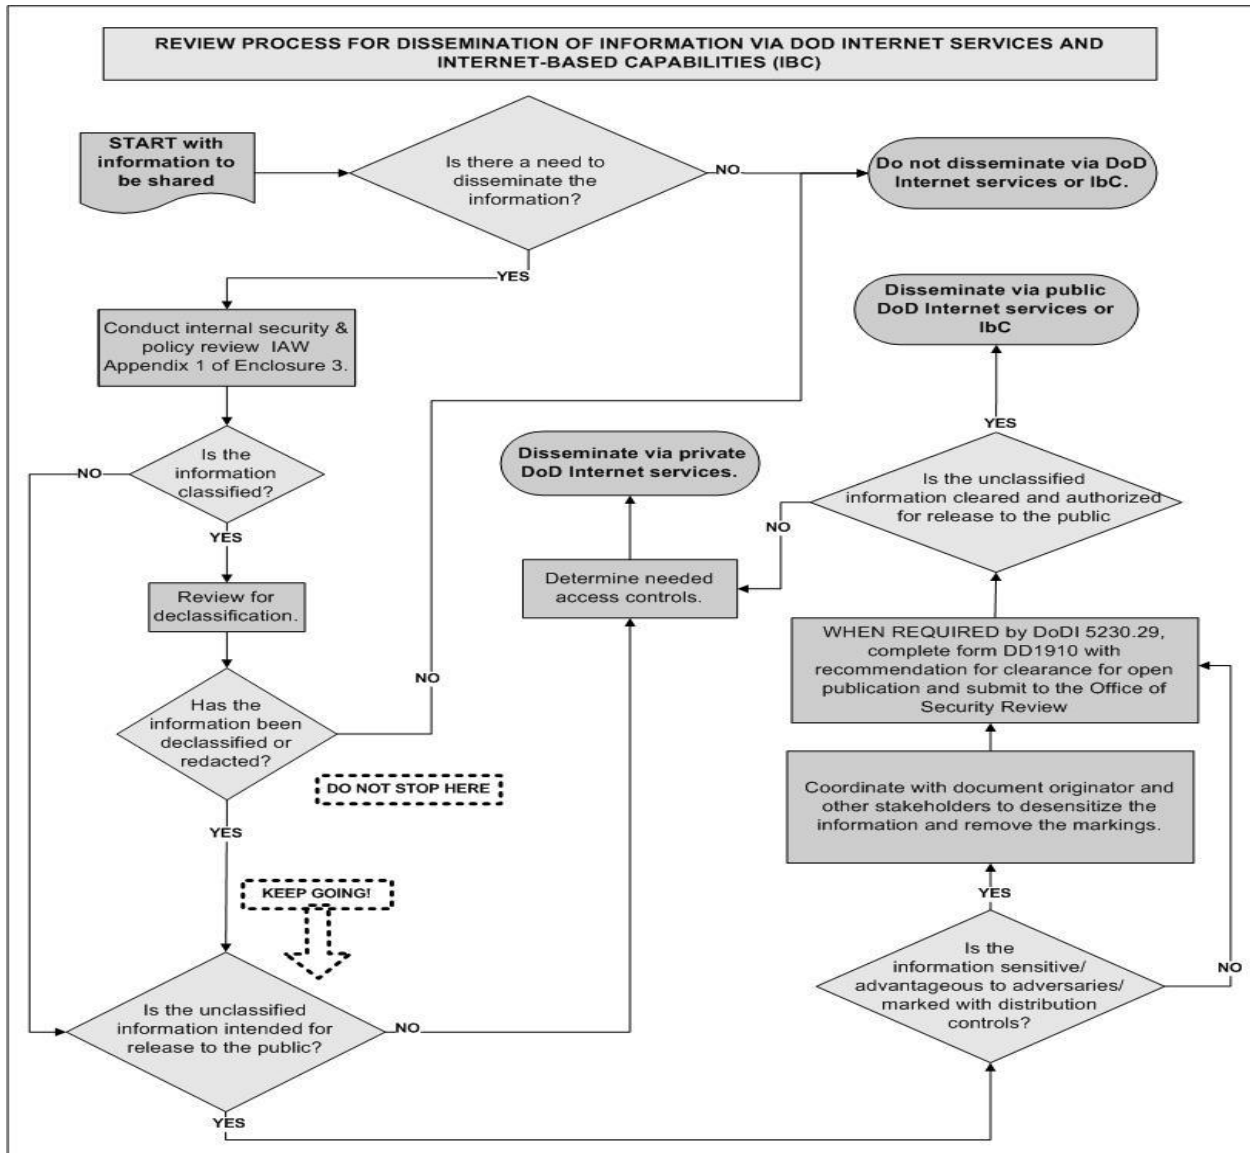 REVIEW PROCESS FOR DISSEMINATION OF INFORMATION VIA DOD INTERNET SERVICES AND
INTERNET-BASED CAPABILITIES (IBC)
START with
information to
be shared
Is there a need to
disseminate the
information?
NO
Do not disseminate via DoD
Internet services or IbC.
YES
Conduct internal security &
policy review IAW
Appendix 1 of Enclosure 3.
Is the
information
classified?
NO
YES
Review for
declassification.
Has the
information been
declassified or
redacted?
NO
DO NOT STOP HERE
YES
KEEP GOING!
Is the unclassified
information intended for
release to the public?
NO
YES
Disseminate via private
DoD Internet services.
Determine needed
access controls.
Disseminate via public
DoD Internet services or
IbC
YES
Is the unclassified
information cleared and authorized
for release to the public
NO
WHEN REQUIRED by DoDI 5230.29,
complete form DD1910 with
recommendation for clearance for open
publication and submit to the Office of
Security Review
Coordinate with document originator and
other stakeholders to desensitize the
information and remove the markings.
YES
Is the
information sensitive/
advantageous to adversaries/
marked with distribution
controls?
NO